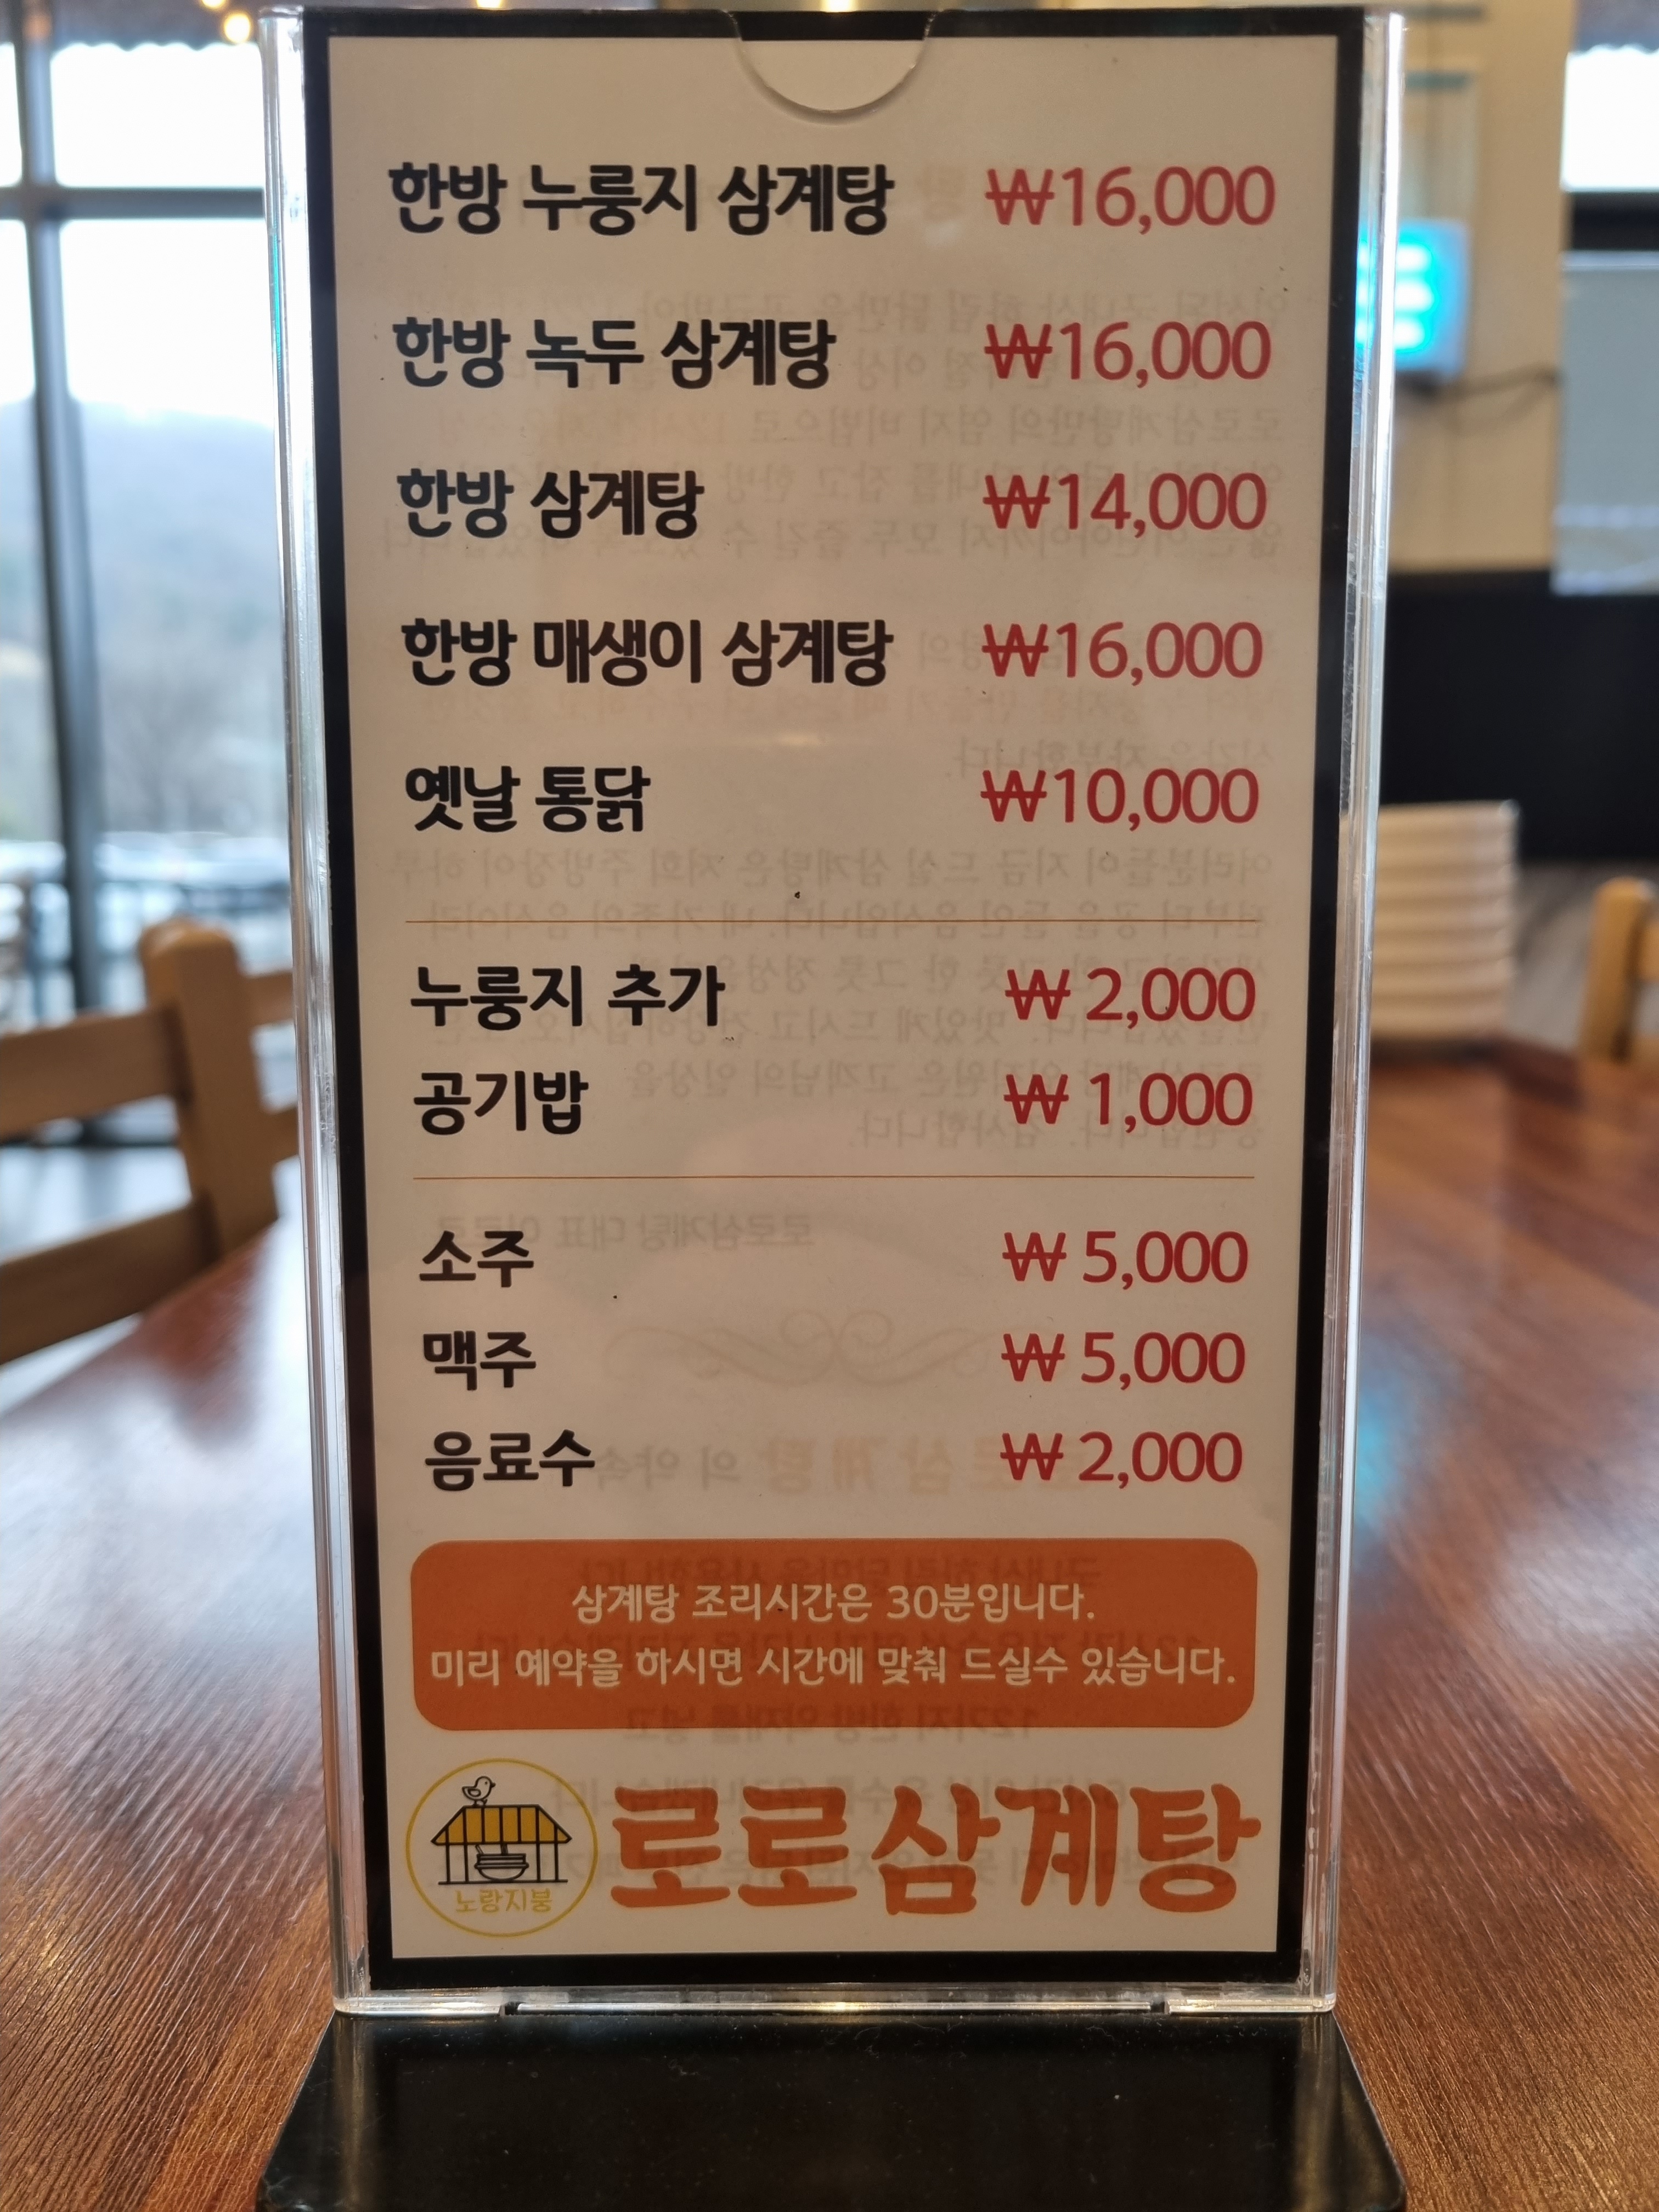 한방 누룽지 삼계탕 ₩16,000
한방 녹두 삼계탕 ₩16,000
한방 삼계탕 ₩14,000
한방 매생이 삼계탕 ₩16,000
옛날 통닭 ₩10,000
누룽지 추가 ₩ 2,000
공기밥 ₩ 1,000
소주 ₩ 5,000
맥주 ₩ 5,000
음료수 ₩ 2,000
삼계탕 조리시간은 30분입니다.
미리 예약을 하시면 시간에 맞춰 드실수 있습니다.
노랑지붕
로로삼계탕